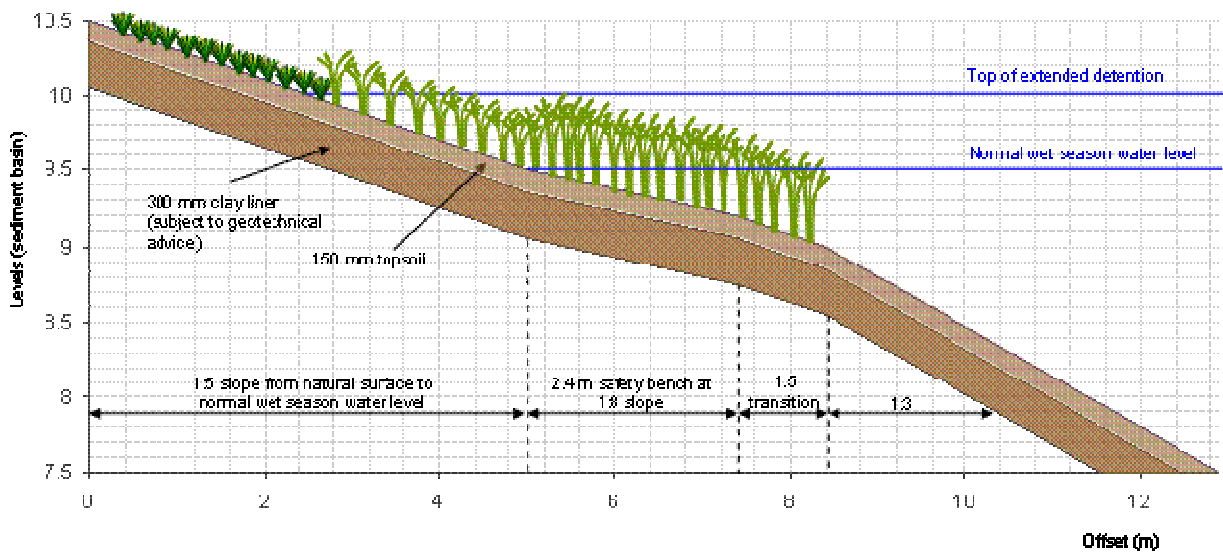 10.5
Top of extended detention
10
Normal wet season water level
9.5
300 mm clay liner
(subject to geotechnical
advice)
150 mm topsoil
9
Levels (sediment basin)
8.5
1:5 slope from natural surface to
normal wet season water level
2.4 m safety bench at
1:8 slope
1:5
transition
1:3
8
7.5
0
2
4
6
8
10
12
Offset (m)